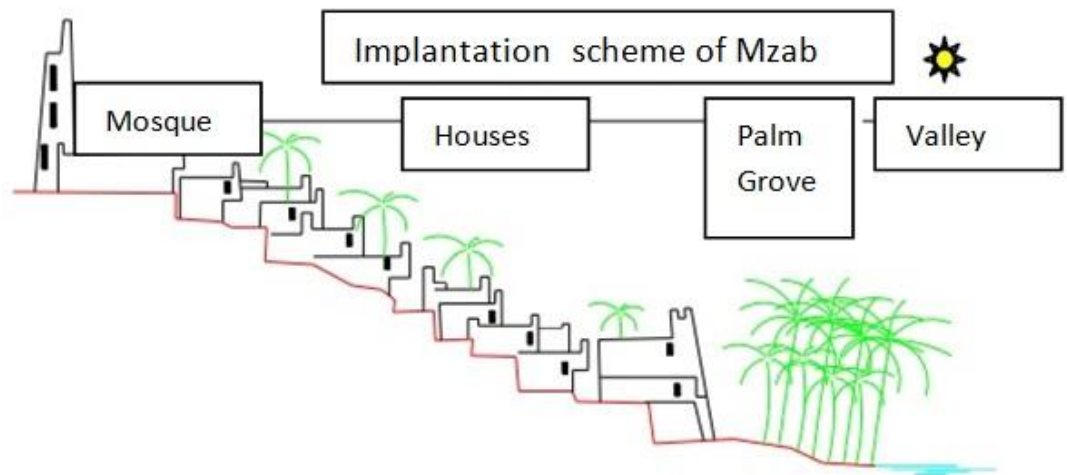 Implantation scheme of Mzab
Mosque
Houses
Palm
Grove
Valley